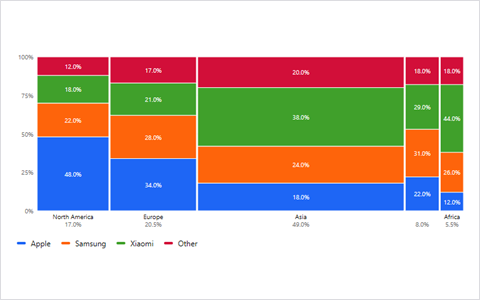 100%
12.0% 17.0% 20.0% 18.0% 18.0%
75%
18.0% 21.0% 38.0% 29.0% 44.0%
50%
22.0% 28.0% 24.0% 31.0% 26.0%
25%
48.0% 34.0% 18.0% 22.0% 12.0%
0%
North America Europe Asia Africa
17.0% 20.5% 49.0% 8.0% 5.5%
Apple Samsung Xiaomi Other